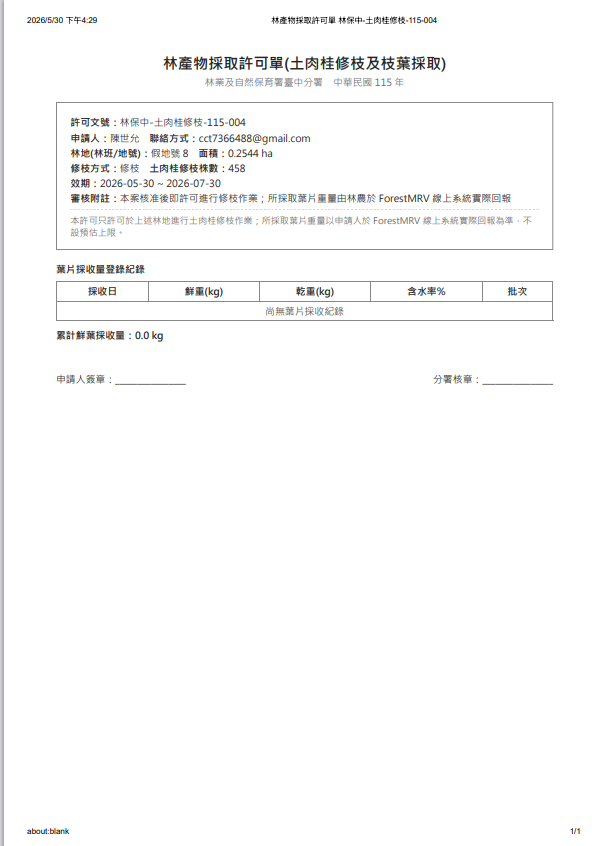 2026/5/30 下午4:29 林產物採取許可單 林保中-土肉桂修枝-115-004
林產物採取許可單(土肉桂修枝及枝葉採取)
林業及自然保育署臺中分署 中華民國 115 年
許可文號：林保中-土肉桂修枝-115-004
申請人：陳世允 聯絡方式：cct7366488@gmail.com
林地(林班/地號)：假地號 8 面積：0.2544 ha
修枝方式：修枝 土肉桂修枝株數：458
效期：2026-05-30 ~ 2026-07-30
審核附註：本案核准後即許可進行修枝作業；所採取葉片重量由林農於 ForestMRV 線上系統實際回報
本許可只許可於上述林地進行土肉桂修枝作業；所採取葉片重量以申請人於 ForestMRV 線上系統實際回報為準，不
設預估上限。
葉片採收量登錄紀錄
採收日 鮮重(kg) 乾重(kg) 含水率% 批次
尚無葉片採收紀錄
累計鮮葉採收量：0.0 kg
申請人簽章：______________ 分署核章：______________
about:blank 1/1